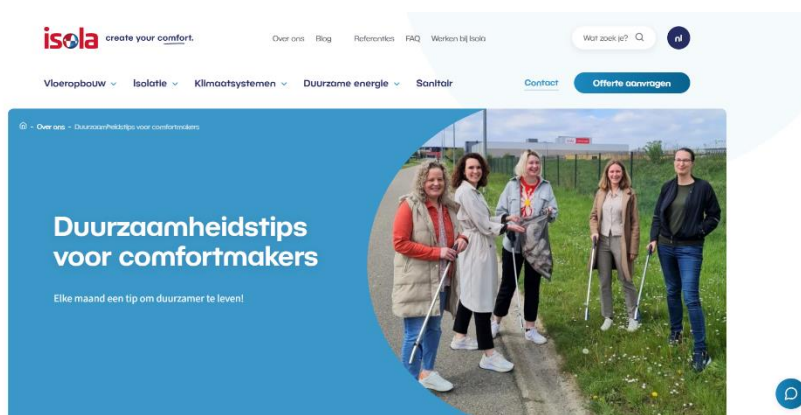 isola create your comfort.
Over ons Blog Referenties FAQ Werken bij Isola
Wat zoek je?
nl
Vloeropbouw Isolatie Klimaatsystemen Duurzame energie Sanitair
Contact Offerte aanvragen
- Over ons - Duurzaamheidstips voor comfortmakers
Duurzaamheidstips
voor comfortmakers
Elke maand een tip om duurzamer te leven!